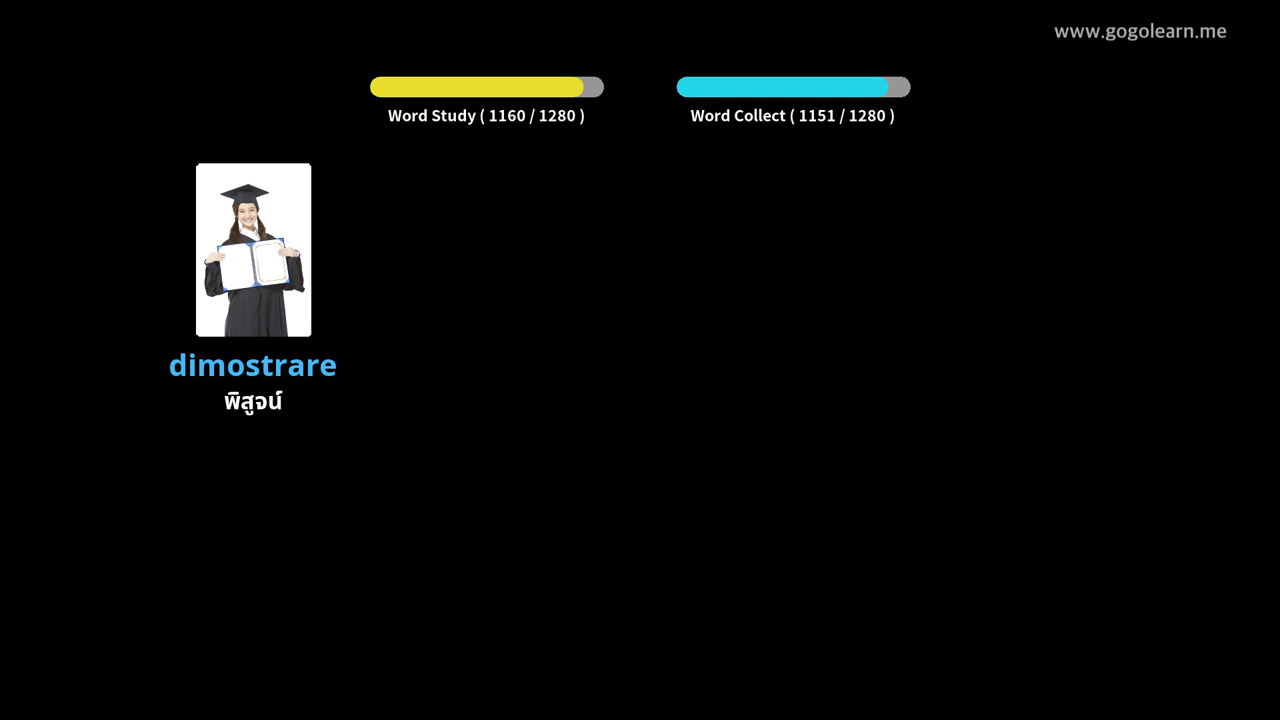 www.gogolearn.me
Word Study ( 1160 / 1280 )
Word Collect ( 1151 / 1280 )
dimostrare
พิสูจน์